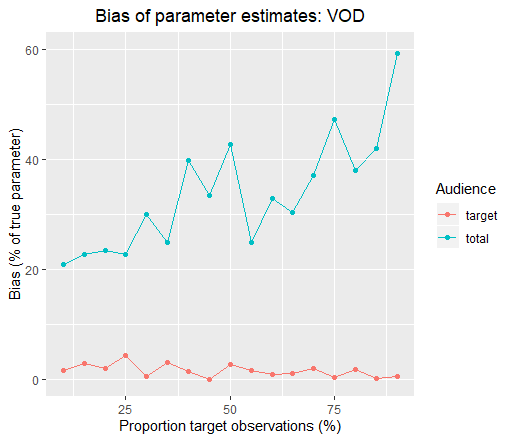 Bias of parameter estimates: VOD
Bias (% of true parameter)
60
40
20
0
25
50
75
Proportion target observations (%)
Audience
target
total